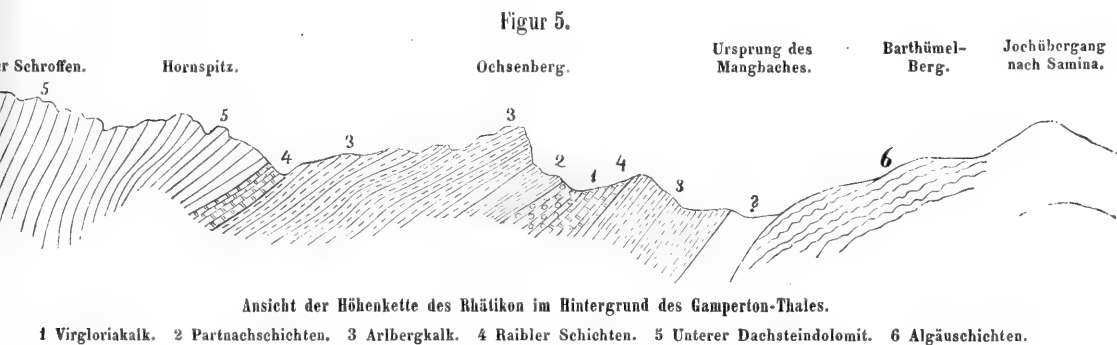 Figur 5.
r Schroffen.
Hornspitz.
Ochsenberg.
Ursprung des
Mangbaches.
Barthümel-
Berg.
Jochübergang
nach Samina.
5
5
4
3
3
2
1
4
3
?
6
Ansicht der Höhenkette des Rhätikon im Hintergrund des Gamperton-Thales.
1 Virgloriakalk. 2 Partnachschichten. 3 Arlbergkalk. 4 Raibler Schichten. 5 Unterer Dachsteindolomit. 6 Algäuschichten.